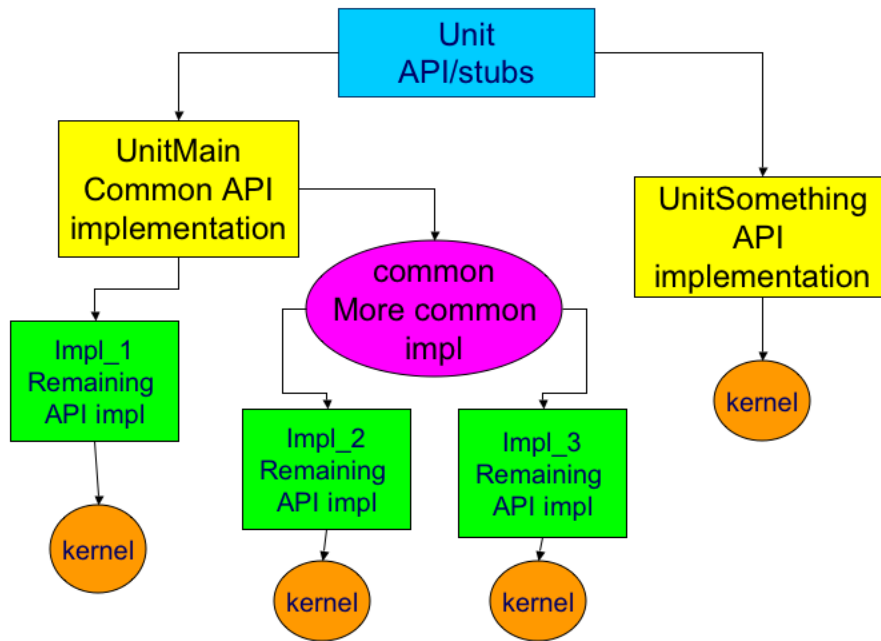 Unit
API/stubs
UnitMain
Common API
implementation
UnitSomething
API
implementation
common
More common
impl
Impl_1
Remaining
API impl
kernel
Impl_2
Remaining
API impl
Impl_3
Remaining
API impl
kernel
kernel
kernel